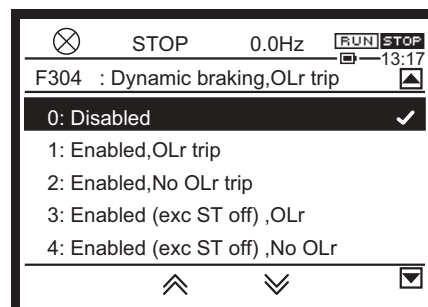 STOP 0.0Hz RUN STOP
13:17
F304 : Dynamic braking,OLr trip
0: Disabled
1: Enabled,OLr trip
2: Enabled,No OLr trip
3: Enabled (exc ST off) ,OLr
4: Enabled (exc ST off) ,No OLr